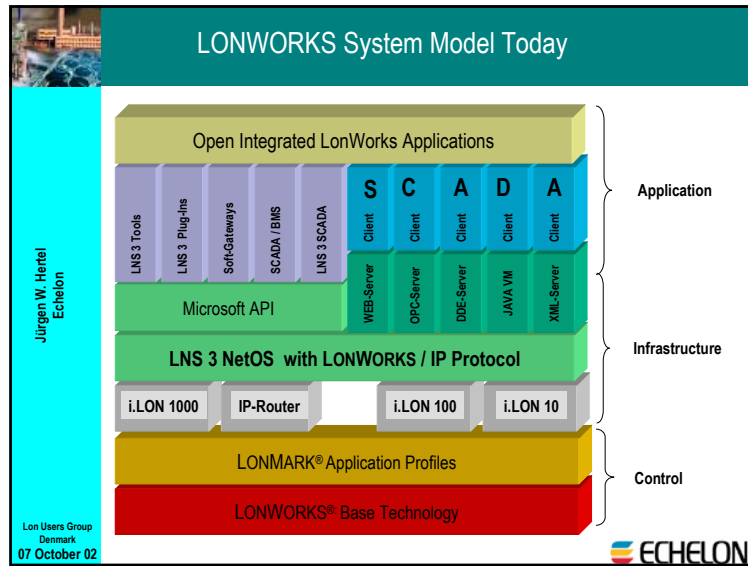 LONWORKS System Model Today
Open Integrated LonWorks Applications
LNS 3 Tools
LNS 3 Plug-Ins
Soft-Gateways
SCADA / BMS
LNS 3 SCADA
S C A D A
Client
Client
Client
Client
Client
WEB-Server
OPC-Server
DDE-Server
JAVA VM
XML-Server
Microsoft API
LNS 3 NetOS with LONWORKS / IP Protocol
i.LON 1000
IP-Router
i.LON 100
i.LON 10
LONMARK® Application Profiles
LONWORKS® Base Technology
Application
Infrastructure
Control
Jürgen W. Hertel
Echelon
Lon Users Group
Denmark
07 October 02
ECHELON